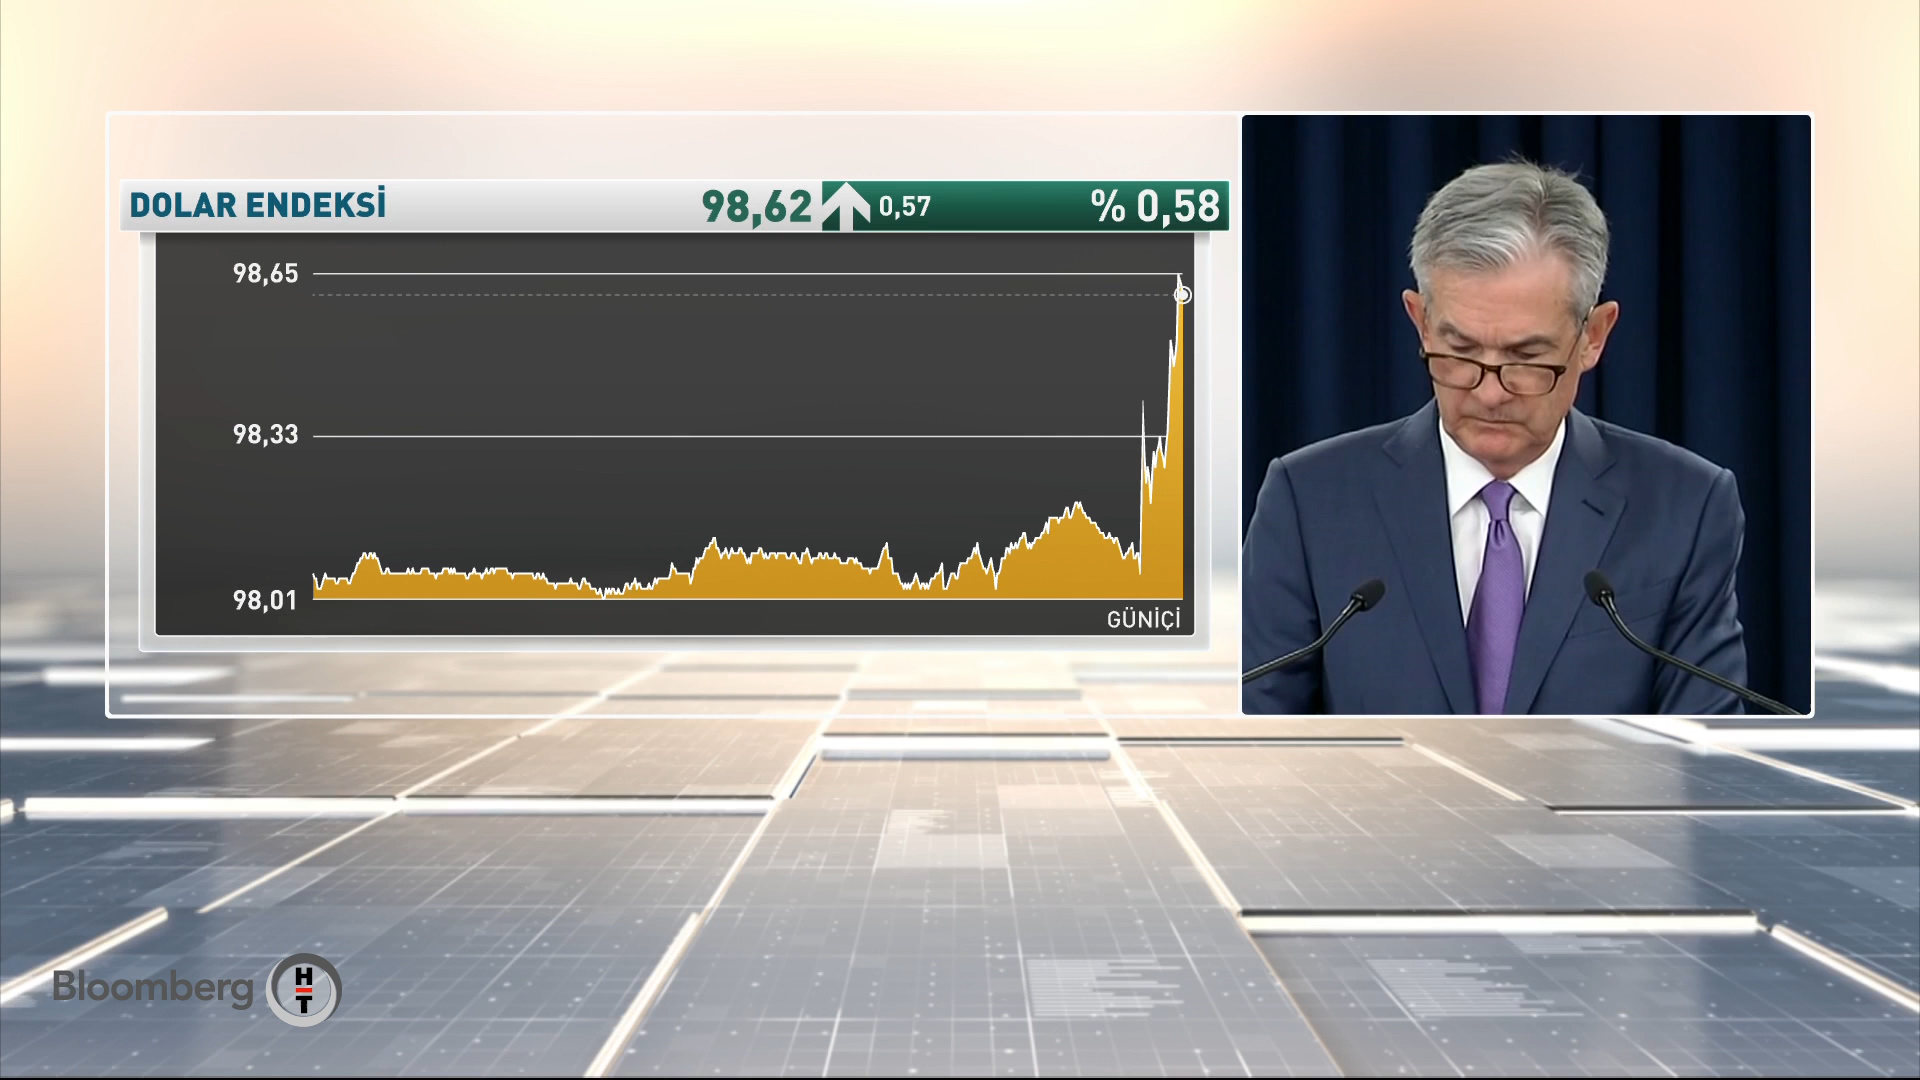 DOLAR ENDEKSİ 98,62 0,57 % 0,58
98,65
98,33
98,01
GÜNİÇİ
Bloomberg HT